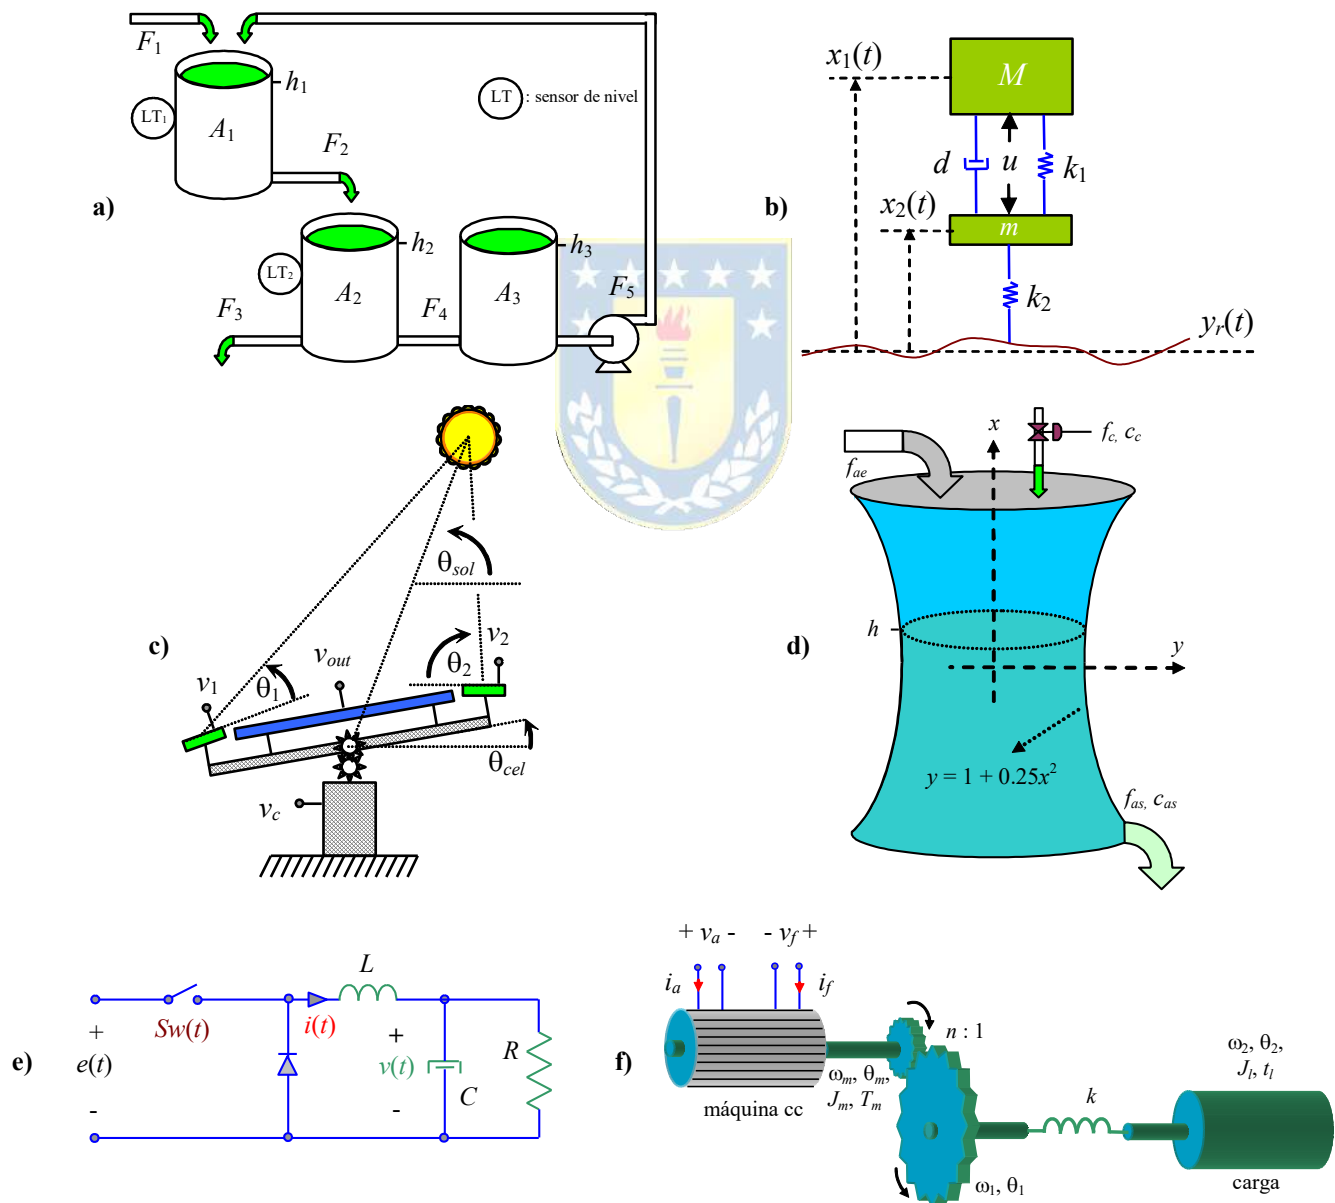 a)
F₁
h₁
LT₁
A₁
F₂
LT : sensor de nivel
h₂
h₃
LT₂
A₂
A₃
F₃
F₄
F₅
b)
x₁(t)
M
d
u
k₁
x₂(t)
m
k₂
yᵣ(t)
c)
θsol
v₁
θ₁
vout
θ₂
v₂
θcel
vc
d)
x
fc, cc
fae
h
y
y = 1 + 0.25x²
fas, cas
e)
L
+
e(t)
-
Sw(t)
i(t)
+
v(t)
-
C
R
f)
+ va -
- vf +
ia
if
n : 1
ωm, θm,
Jm, Tm
máquina cc
k
ω₁, θ₁
ω₂, θ₂,
Jl, tl
carga